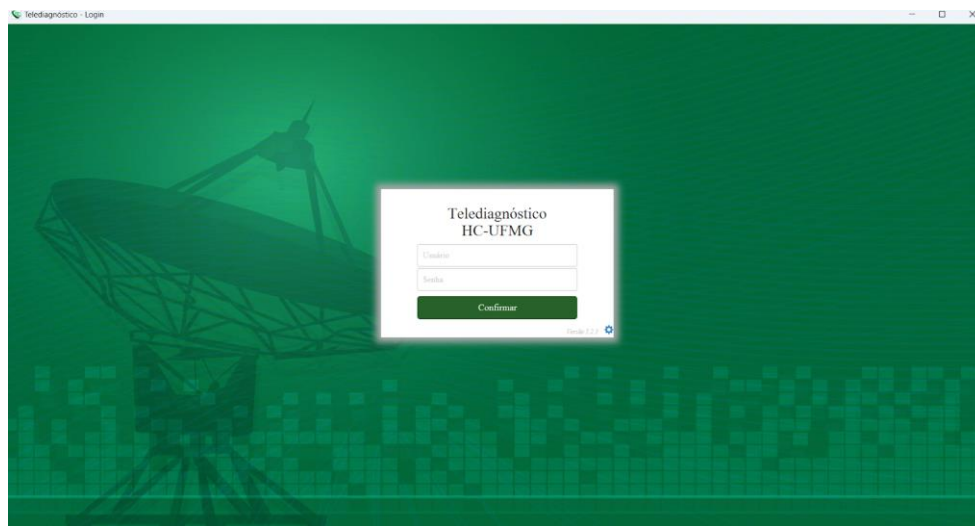 Telediagnóstico - Login
Telediagnóstico
HC-UFMG
Usuário
Senha
Confirmar